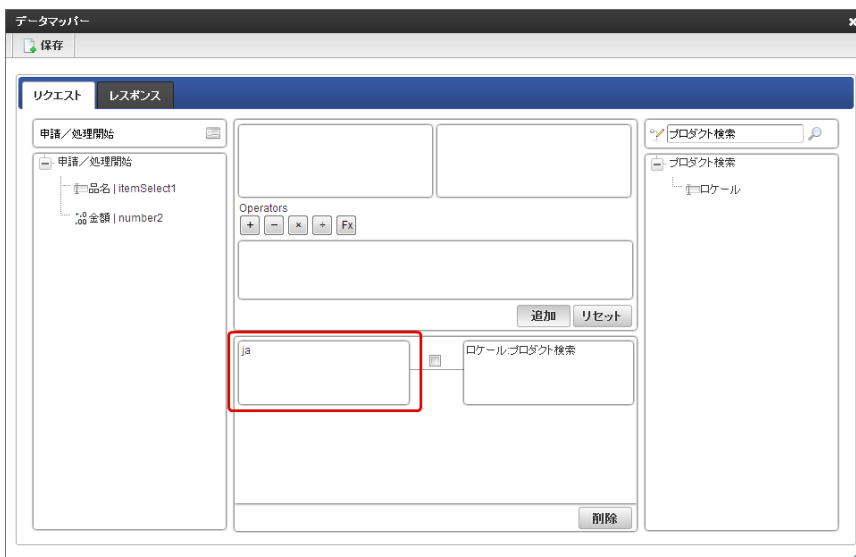 データマッパー
保存
リクエスト レスポンス
申請/処理開始
申請/処理開始
品名 | itemSelect1
金額 | number2
Operators
+ − × ÷ Fx
追加 リセット
ja
ロケール:プロダクト検索
削除
プロダクト検索
プロダクト検索
ロケール